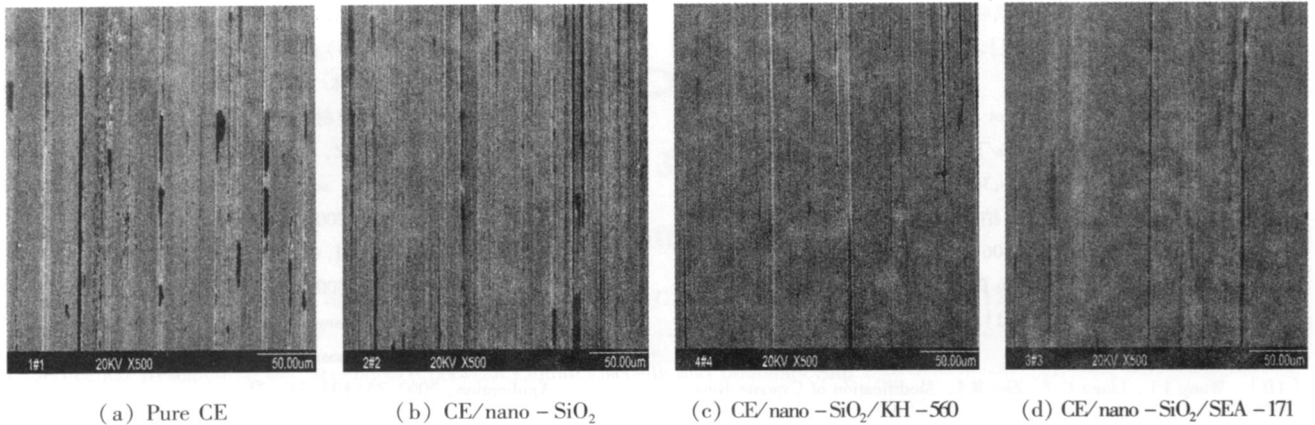 1#1 20KV X500 50.00um
2#2 20KV X500 50.00um
4#4 20KV X500 50.00um
3#3 20KV X500 50.00um
(a) Pure CE
(b) CE/nano-SiO₂
(c) CE/nano-SiO₂/KH-560
(d) CE/nano-SiO₂/SEA-171